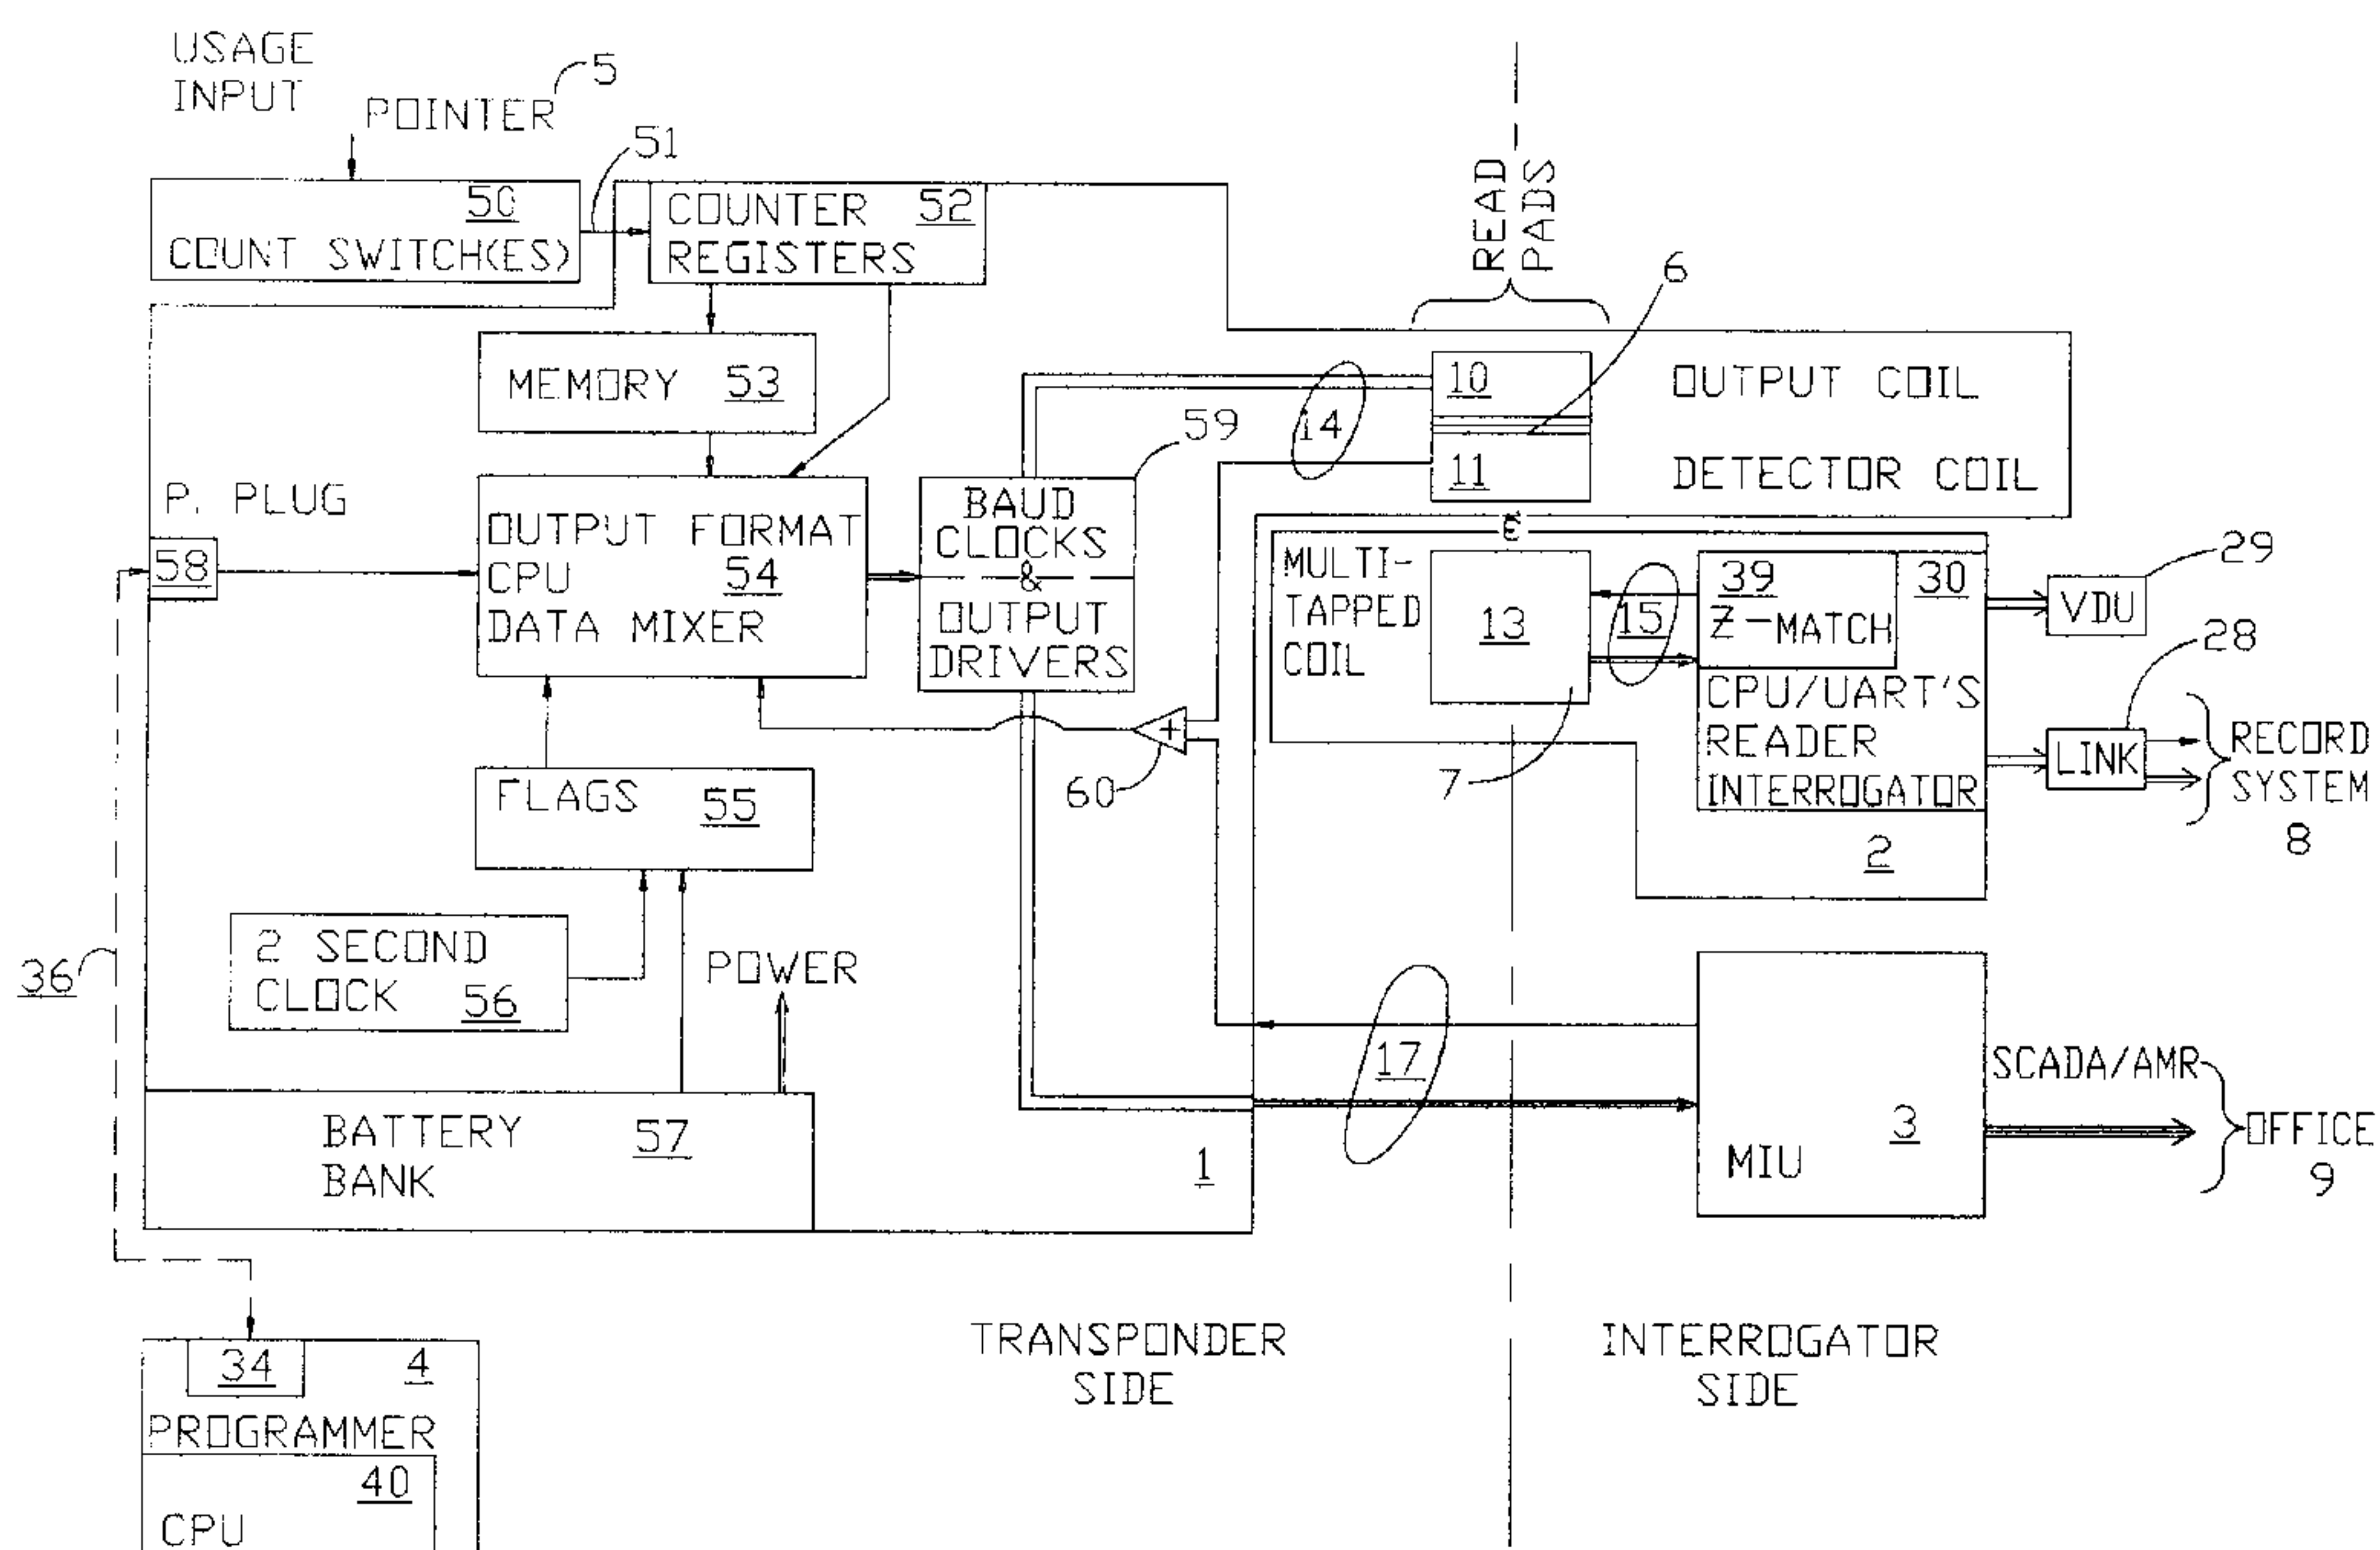 USAGE
INPUT
POINTER
5
51
50
COUNT SWITCH(ES)
COUNTER 52
REGISTERS
READ
PADS
6
MEMORY 53
14
10
OUTPUT COIL
11
DETECTOR COIL
59
P. PLUG
58
OUTPUT FORMAT
CPU 54
DATA MIXER
BAUD
CLOCKS
&
OUTPUT
DRIVERS
MULTI-
TAPPED
COIL
13
7
15
39
Z-MATCH
30
CPU/UART'S
READER
INTERROGATOR
2
29
VDU
28
LINK
RECORD
SYSTEM
8
60
+
FLAGS 55
2 SECOND
CLOCK 56
36
POWER
17
BATTERY
BANK
57
1
MIU
3
SCADA/AMR
OFFICE
9
TRANSPONDER
SIDE
INTERROGATOR
SIDE
34
4
PROGRAMMER
40
CPU